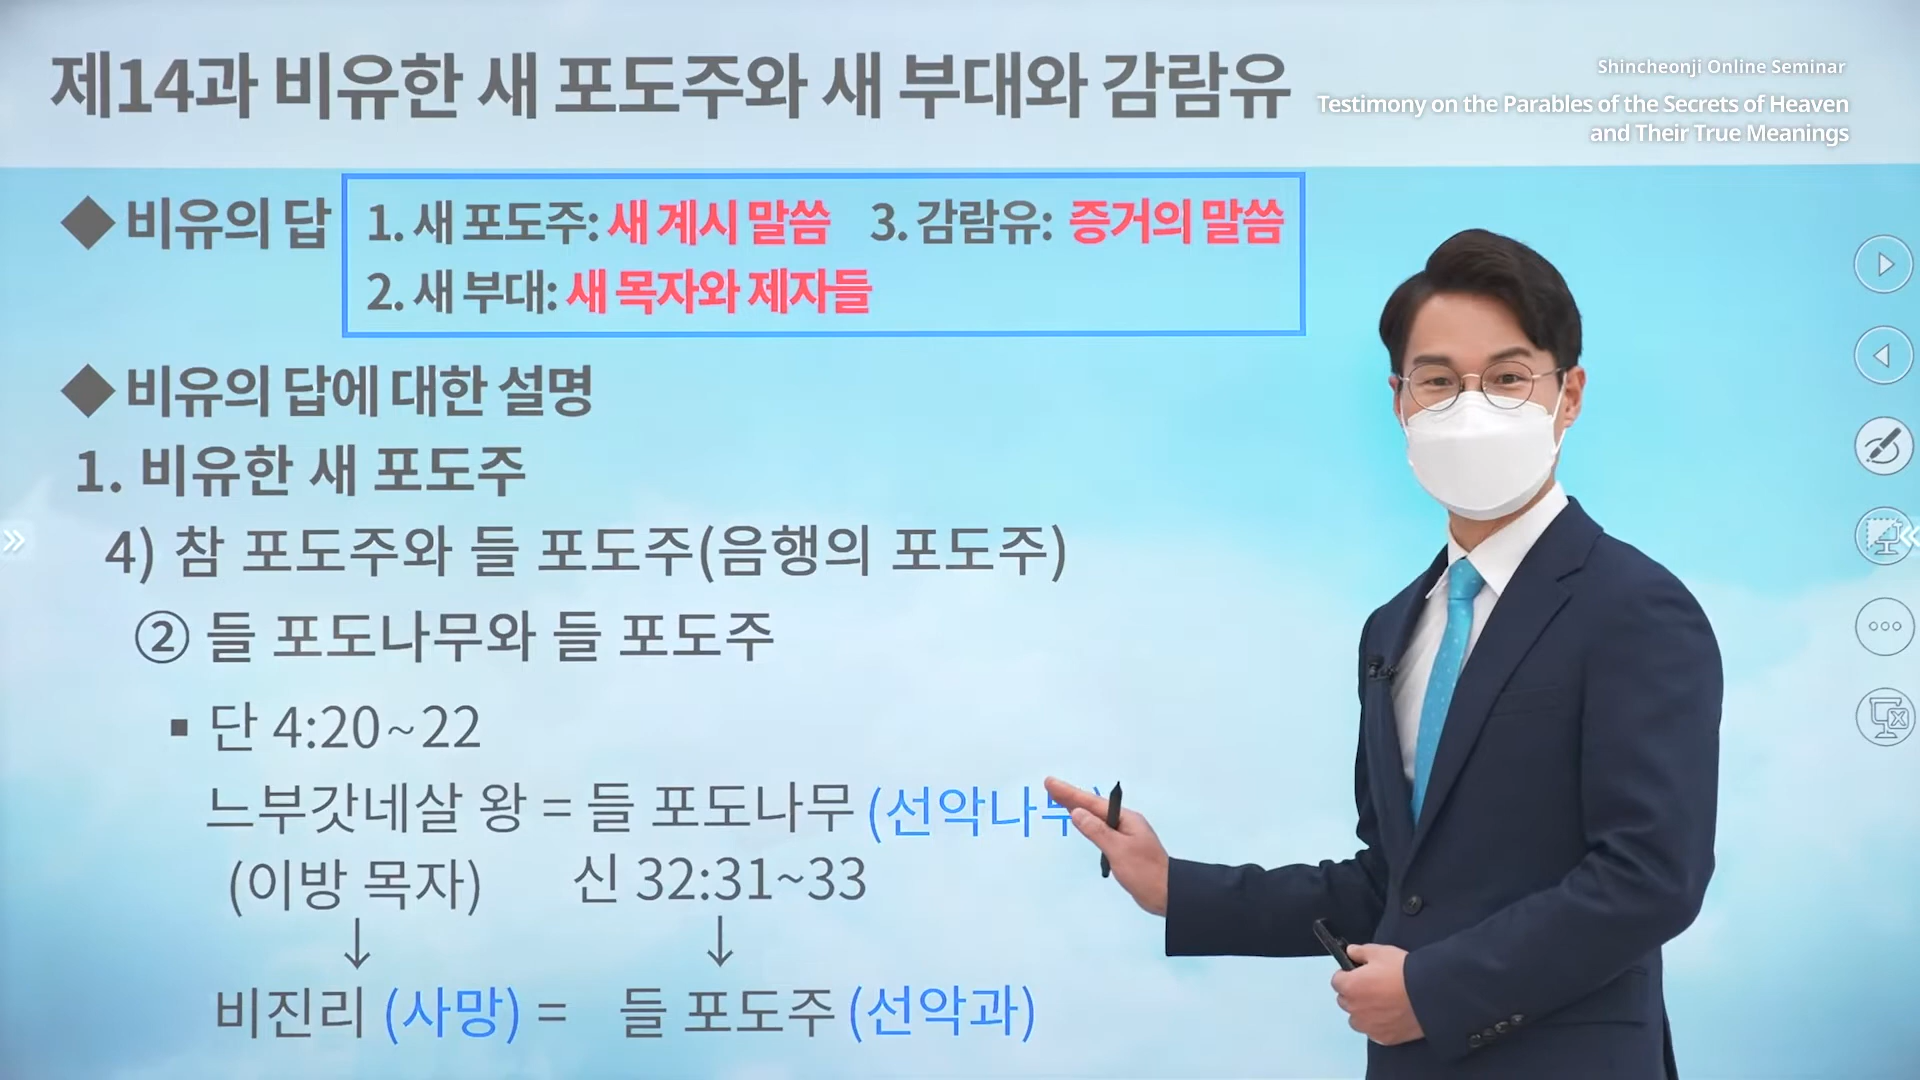 제14과 비유한 새 포도주와 새 부대와 감람유
Shincheonji Online Seminar
Testimony on the Parables of the Secrets of Heaven
and Their True Meanings
◆ 비유의 답
1. 새 포도주: 새 계시 말씀 3. 감람유: 증거의 말씀
2. 새 부대: 새 목자와 제자들
◆ 비유의 답에 대한 설명
1. 비유한 새 포도주
4) 참 포도주와 들 포도주(음행의 포도주)
② 들 포도나무와 들 포도주
▪ 단 4:20~22
느부갓네살 왕 = 들 포도나무 (선악나무)
(이방 목자) 신 32:31~33
↓ ↓
비진리 (사망) = 들 포도주 (선악과)